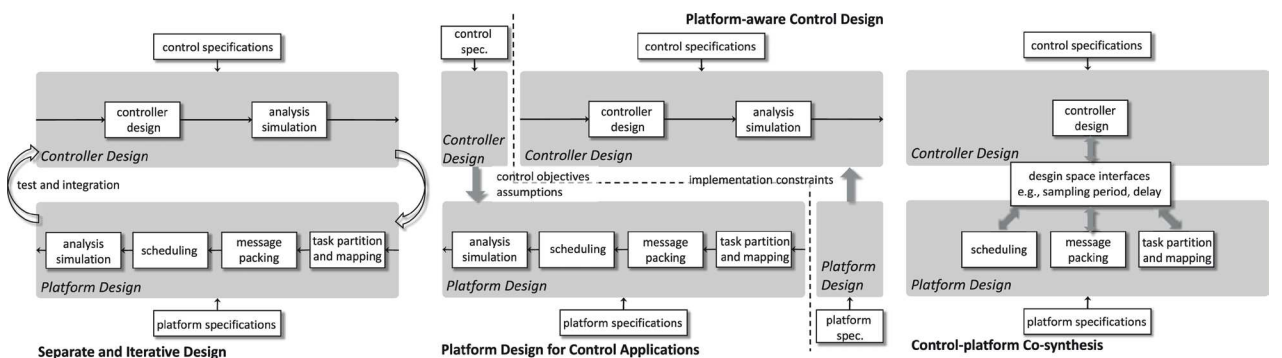 control specifications
controller
design
analysis
simulation
Controller Design
test and integration
analysis
simulation
scheduling
message
packing
task partition
and mapping
Platform Design
platform specifications
Separate and Iterative Design
Platform-aware Control Design
control
spec.
control specifications
Controller
Design
controller
design
analysis
simulation
Controller Design
control objectives
assumptions
implementation constraints
analysis
simulation
scheduling
message
packing
task partition
and mapping
Platform Design
Platform
Design
platform specifications
platform
spec.
Platform Design for Control Applications
control specifications
controller
design
Controller Design
desgin space interfaces
e.g., sampling period, delay
scheduling
message
packing
task partition
and mapping
Platform Design
platform specifications
Control-platform Co-synthesis